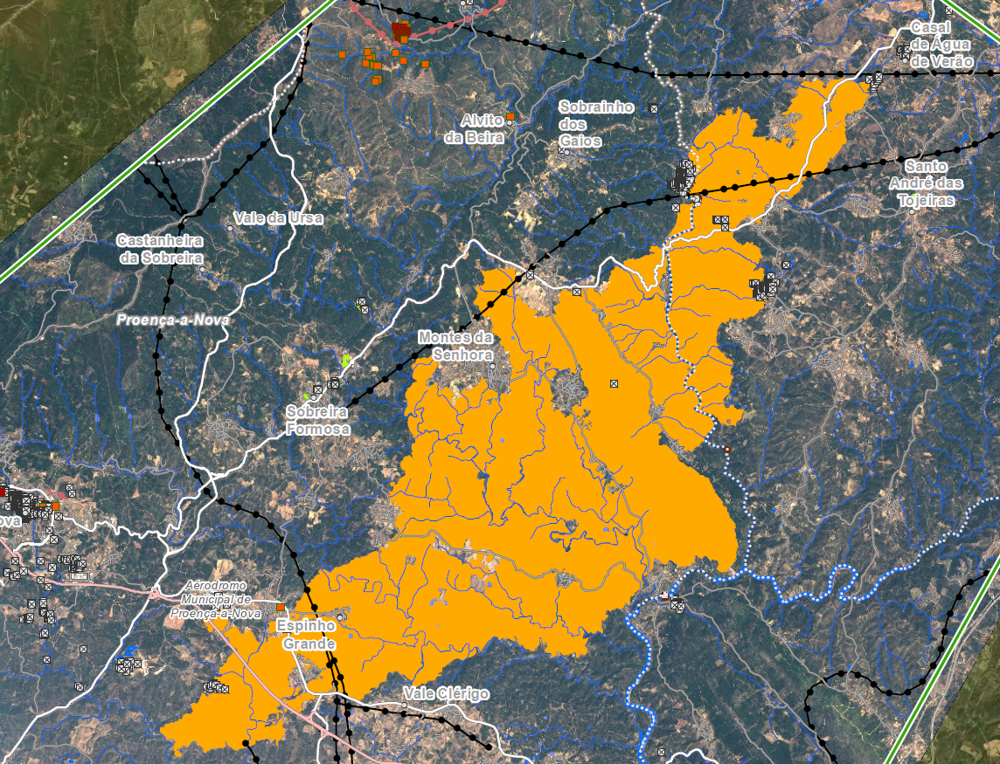 Casal
de Água
de Verão
Sobrainho
dos
Gaios
Alvito
da Beira
Santo
André das
Tojeiras
Vale da Ursa
Castanheira
da Sobreira
Proença-a-Nova
Montes da
Senhora
Sobreira
Formosa
ova
Aérodromo
Municipal de
Proença-a-Nova
Espinho
Grande
Vale Clérigo